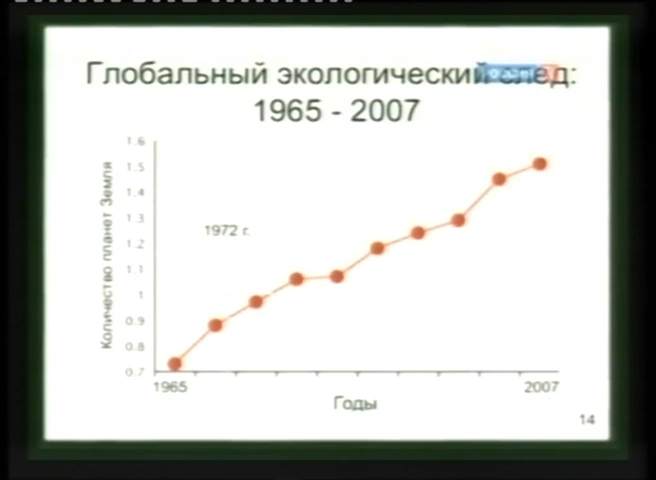 Глобальный экологический след:
1965 - 2007
Количество планет Земля
1.6
1.5
1.4
1.3
1.2
1.1
1
0.9
0.8
0.7
1972 г.
1965
2007
Годы
14